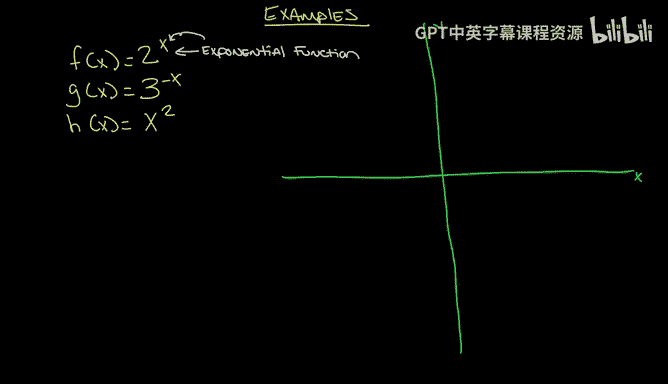 EXAMPLES
GPT中英字幕课程资源 bilibili
f(x)=2^x ← EXPONENTIAL FUNCTION
g(x)=3^-x
h(x)=x^2
x